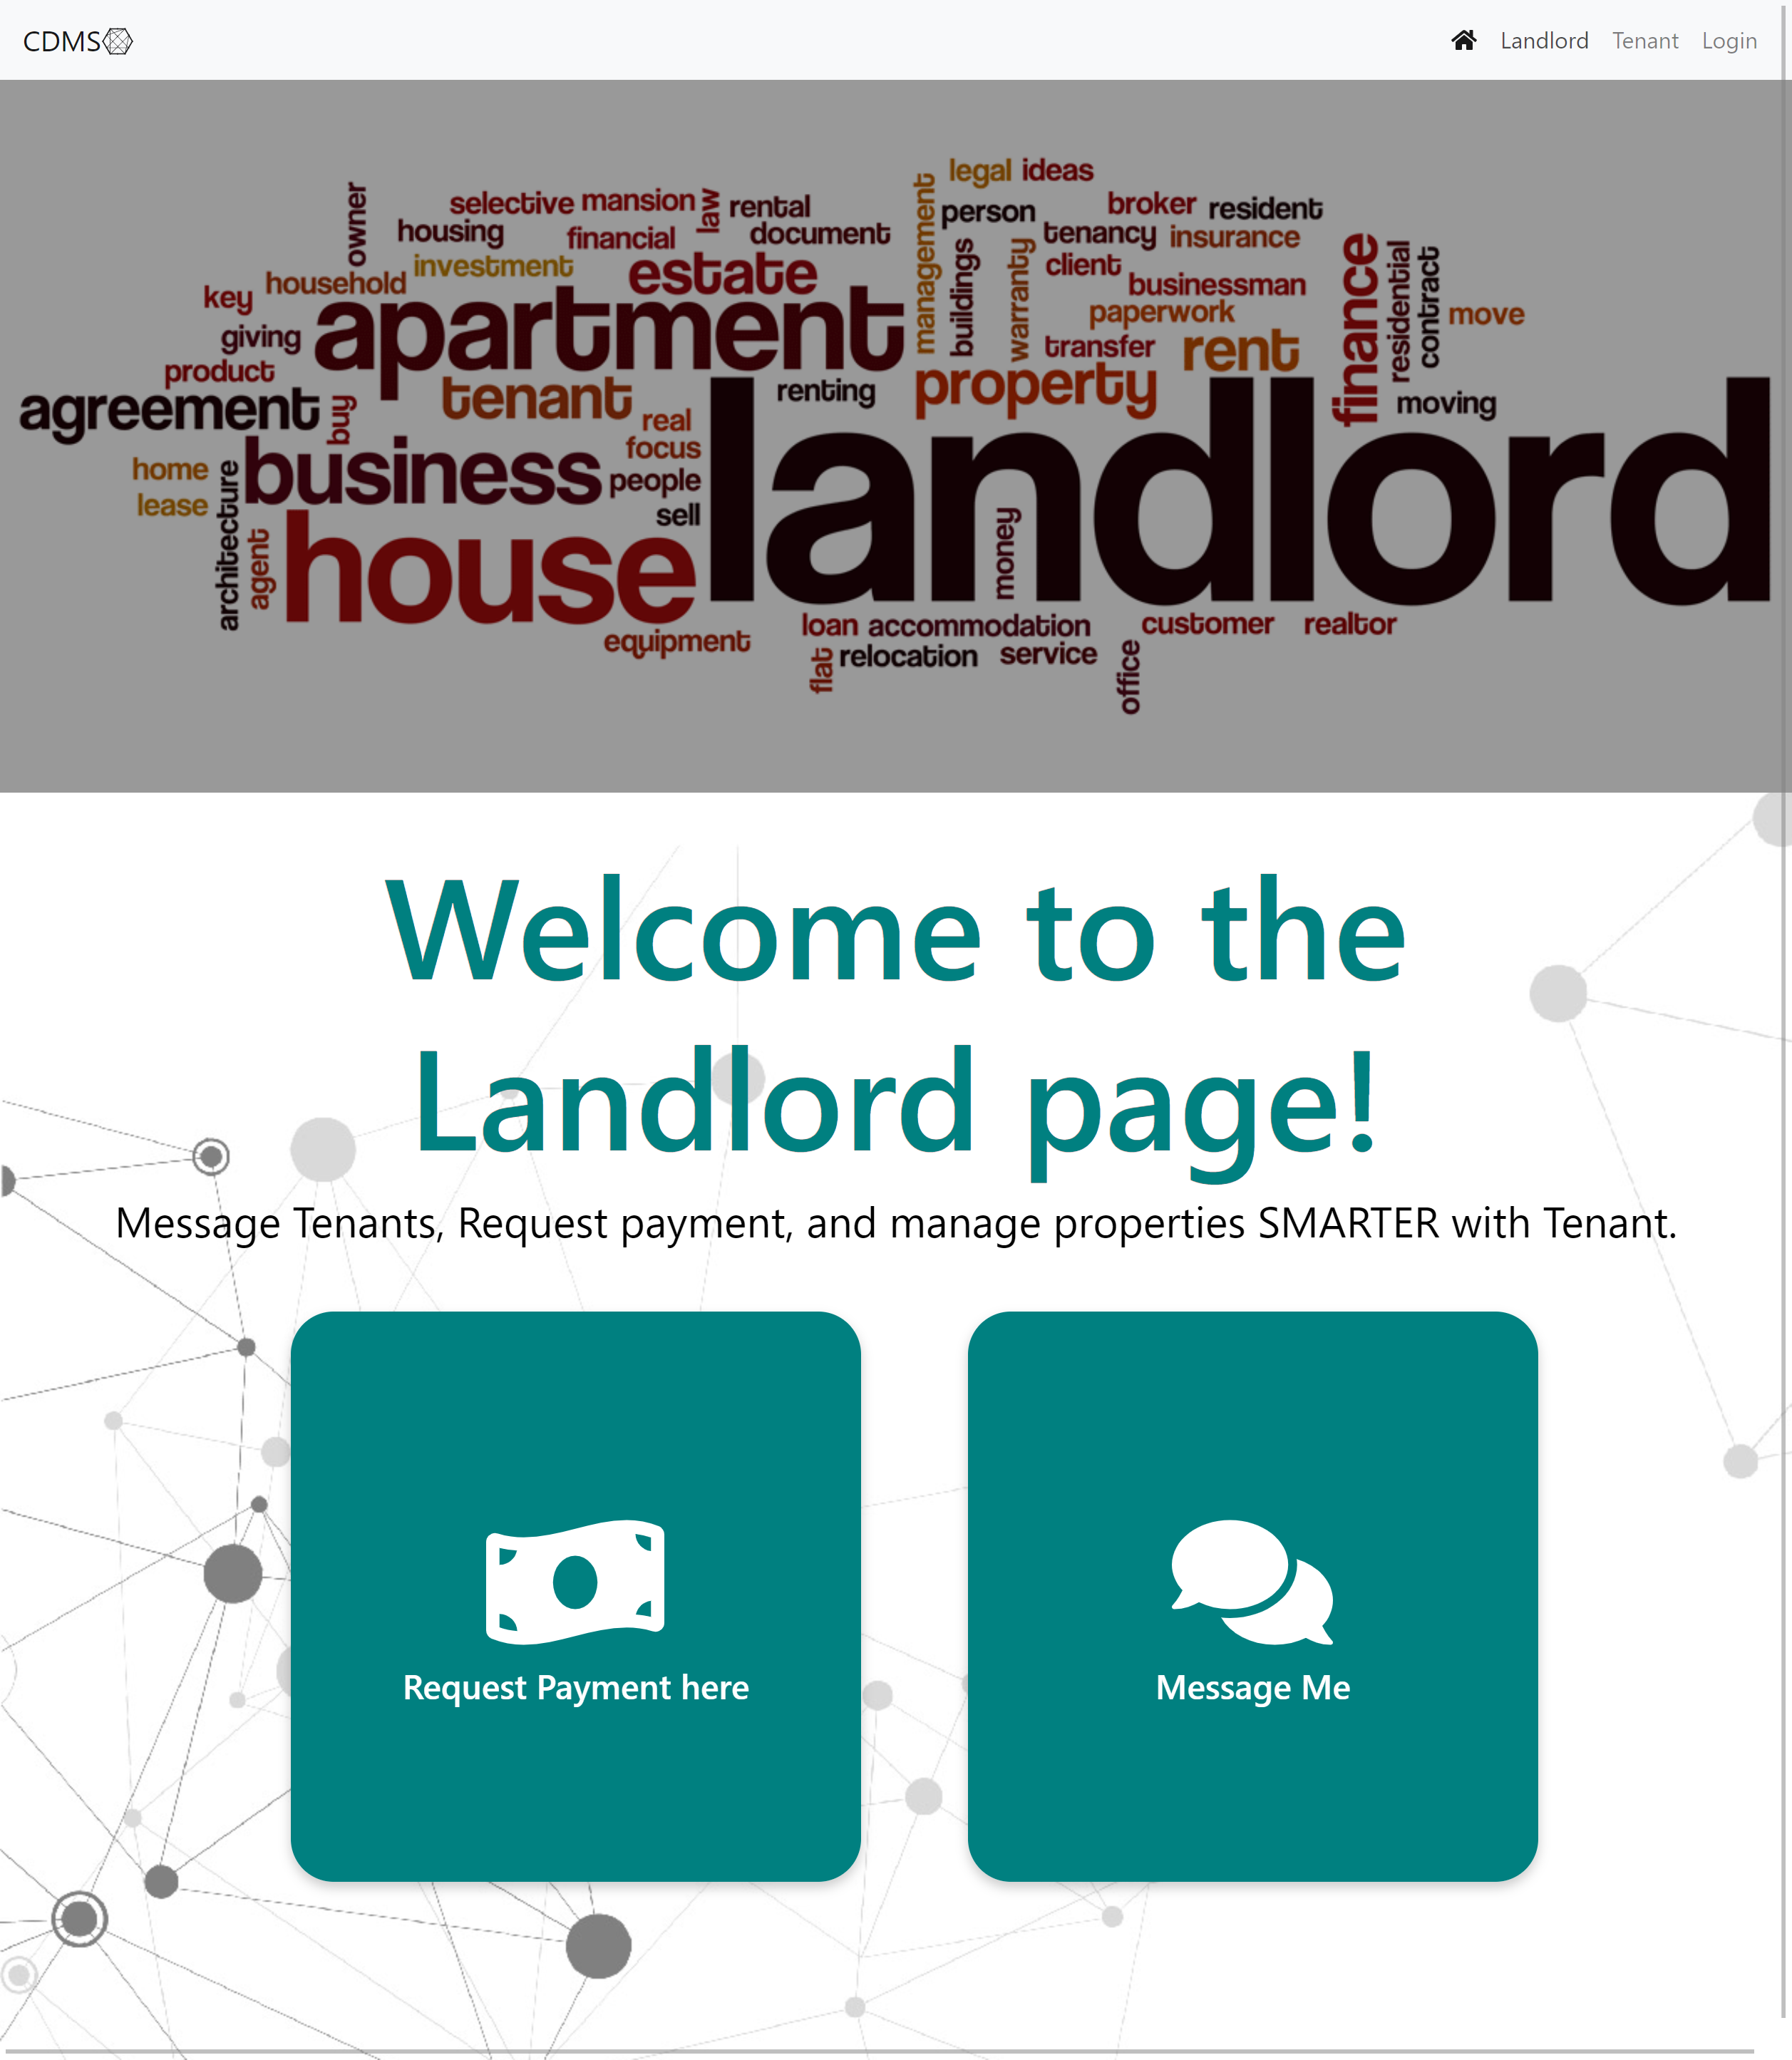 CDMS
Landlord Tenant Login
legal ideas
selective mansion law rental
management person broker resident
owner housing financial document
tenancy insurance
household investment estate
buildings warranty client businessman
finance residential contract
key apartment paperwork move
giving transfer rent
product tenant renting property
agreement buy real moving
business focus landlord
home people
lease architecture sell
agent house money
equipment loan accommodation customer realtor
flat relocation service office
Welcome to the
Landlord page!
Message Tenants, Request payment, and manage properties SMARTER with Tenant.
Request Payment here
Message Me